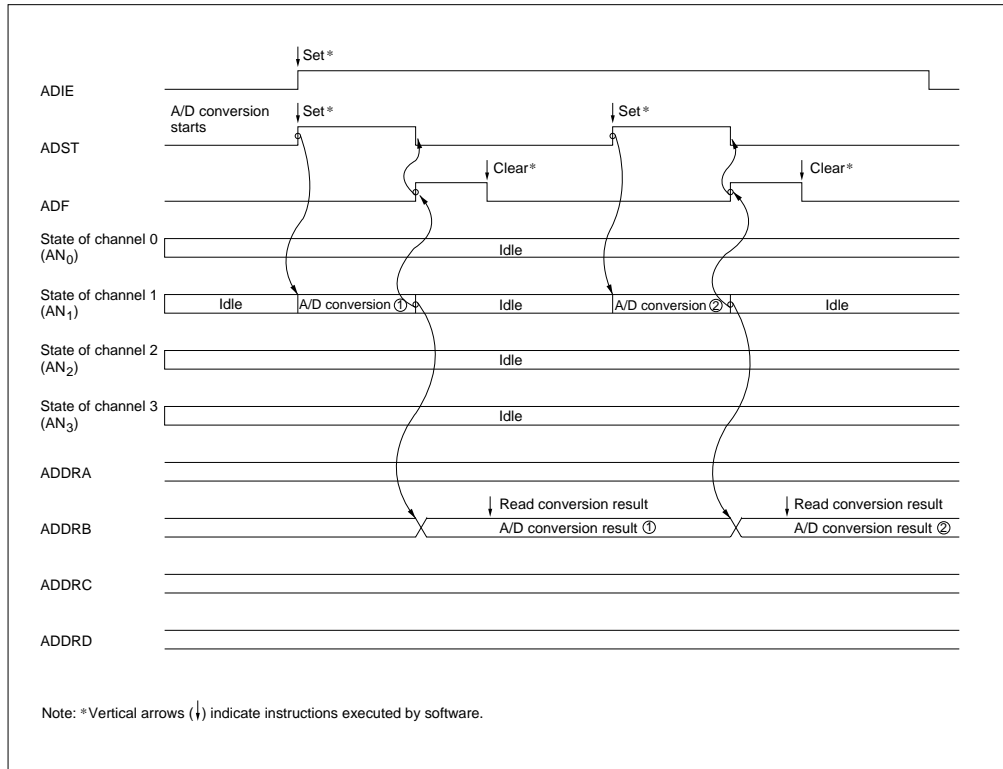 Set*
ADIE
A/D conversion
starts
Set*
Set*
ADST
Clear*
Clear*
ADF
State of channel 0
(AN0)
Idle
State of channel 1
(AN1)
Idle
A/D conversion ①
Idle
A/D conversion ②
Idle
State of channel 2
(AN2)
Idle
State of channel 3
(AN3)
Idle
ADDRA
Read conversion result
Read conversion result
ADDRB
A/D conversion result ①
A/D conversion result ②
ADDRC
ADDRD
Note: *Vertical arrows (↓) indicate instructions executed by software.